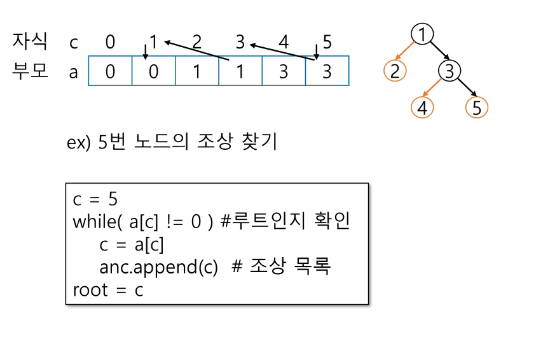 자식 c 0 1 2 3 4 5
부모 a 0 0 1 1 3 3
1
2 3
4 5
ex) 5번 노드의 조상 찾기
c = 5
while( a[c] != 0 ) #루트인지 확인
c = a[c]
anc.append(c) # 조상 목록
root = c